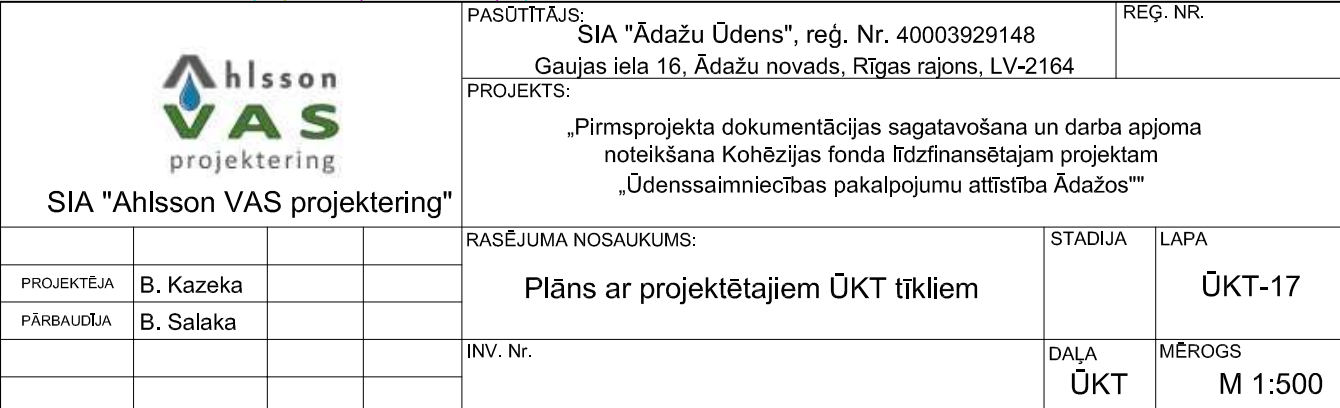 Ahlsson
VAS
projektering
SIA "Ahlsson VAS projektering"
PASŪTĪTĀJS:
SIA "Ādažu Ūdens", reģ. Nr. 40003929148
Gaujas iela 16, Ādažu novads, Rīgas rajons, LV-2164
REĢ. NR.
PROJEKTS:
„Pirmsprojekta dokumentācijas sagatavošana un darba apjoma
noteikšana Kohēzijas fonda līdzfinansētajam projektam
„Ūdenssaimniecības pakalpojumu attīstība Ādažos""
PROJEKTĒJA B. Kazeka
PĀRBAUDĪJA B. Salaka
RASĒJUMA NOSAUKUMS:
Plāns ar projektētajiem ŪKT tīkliem
STADIJA
LAPA
ŪKT-17
INV. Nr.
DAĻA
ŪKT
MĒROGS
M 1:500